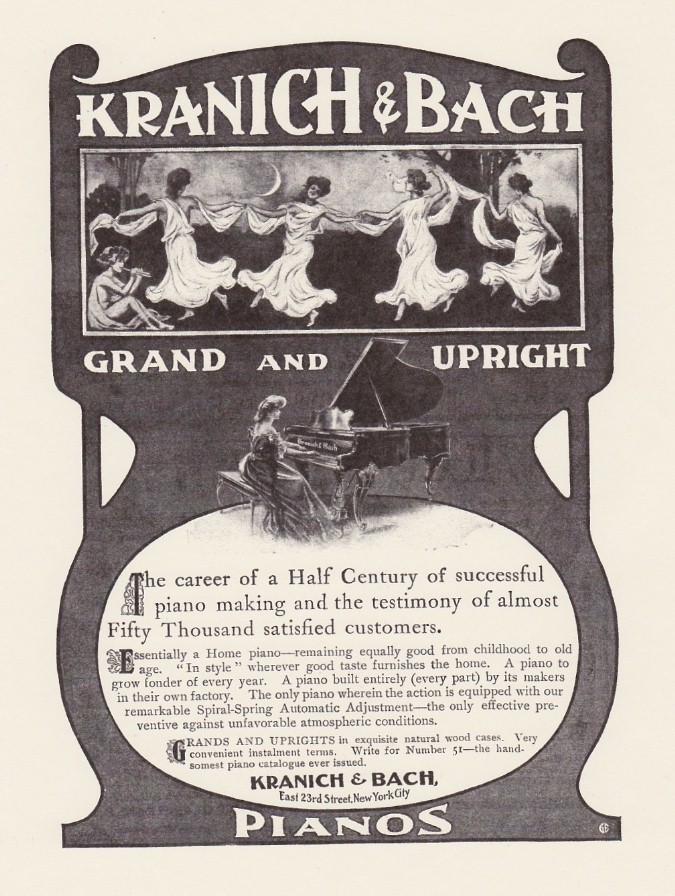 KRANICH & BACH
GRAND AND UPRIGHT
Kranich & Bach
The career of a Half Century of successful
piano making and the testimony of almost
Fifty Thousand satisfied customers.
Essentially a Home piano—remaining equally good from childhood to old
age. "In style" wherever good taste furnishes the home. A piano to
grow fonder of every year. A piano built entirely (every part) by its makers
in their own factory. The only piano wherein the action is equipped with our
remarkable Spiral-Spring Automatic Adjustment—the only effective pre-
ventive against unfavorable atmospheric conditions.
GRANDS AND UPRIGHTS in exquisite natural wood cases. Very
convenient instalment terms. Write for Number 51—the hand-
somest piano catalogue ever issued.
KRANICH & BACH,
East 23rd Street, New York City
PIANOS